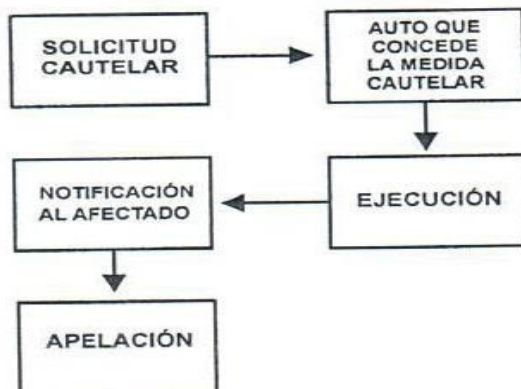 SOLICITUD
CAUTELAR
AUTO QUE
CONCEDE
LA MEDIDA
CAUTELAR
EJECUCIÓN
NOTIFICACIÓN
AL AFECTADO
APELACIÓN